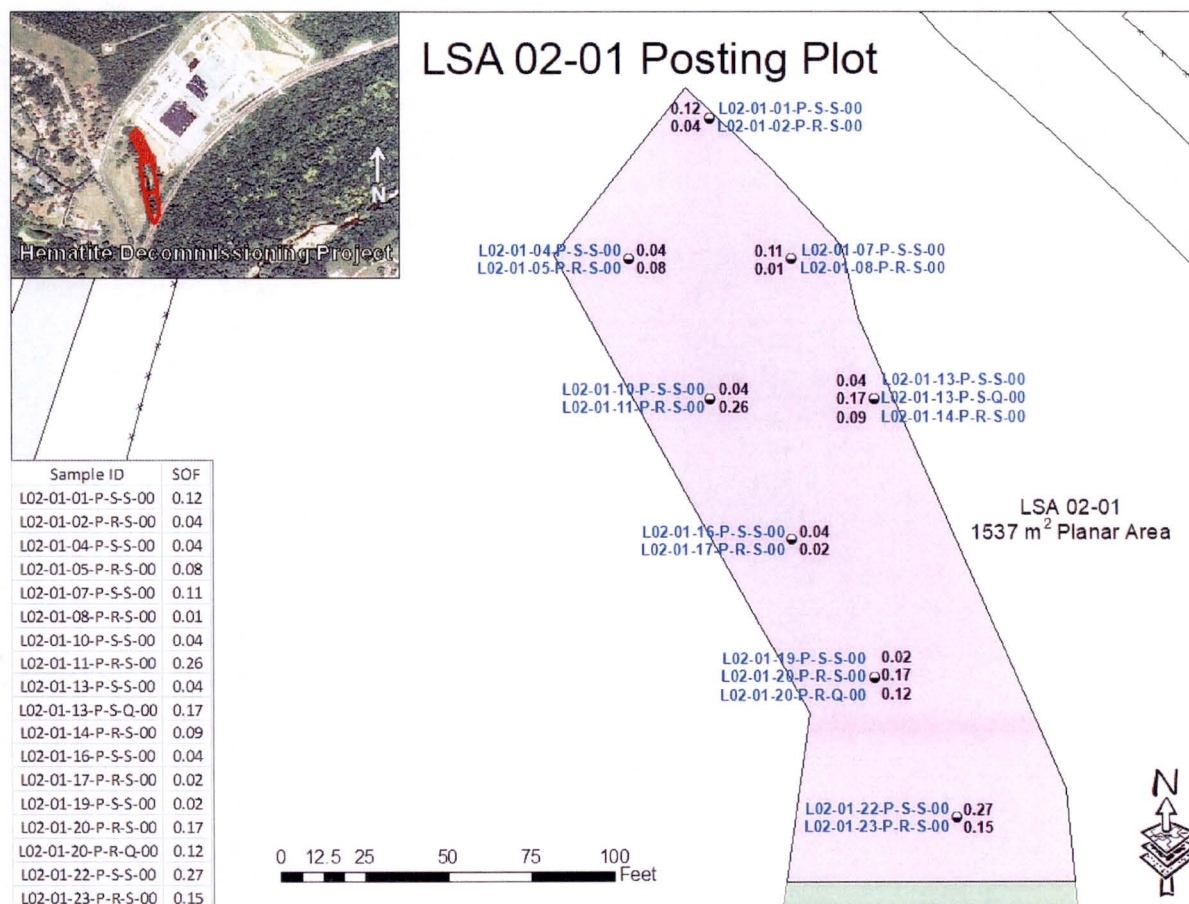 LSA 02-01 Posting Plot
N
Hematite Decommissioning Project
0.12 L02-01-01-P-S-S-00
0.04 L02-01-02-P-R-S-00
L02-01-04-P-S-S-00 0.04
L02-01-05-P-R-S-00 0.08
0.11 L02-01-07-P-S-S-00
0.01 L02-01-08-P-R-S-00
L02-01-10-P-S-S-00 0.04
L02-01-11-P-R-S-00 0.26
0.04 L02-01-13-P-S-S-00
0.17 L02-01-13-P-S-Q-00
0.09 L02-01-14-P-R-S-00
L02-01-16-P-S-S-00 0.04
L02-01-17-P-R-S-00 0.02
L02-01-19-P-S-S-00 0.02
L02-01-20-P-R-S-00 0.17
L02-01-20-P-R-Q-00 0.12
L02-01-22-P-S-S-00 0.27
L02-01-23-P-R-S-00 0.15
LSA 02-01
1537 m² Planar Area
Sample ID SOF
L02-01-01-P-S-S-00 0.12
L02-01-02-P-R-S-00 0.04
L02-01-04-P-S-S-00 0.04
L02-01-05-P-R-S-00 0.08
L02-01-07-P-S-S-00 0.11
L02-01-08-P-R-S-00 0.01
L02-01-10-P-S-S-00 0.04
L02-01-11-P-R-S-00 0.26
L02-01-13-P-S-S-00 0.04
L02-01-13-P-S-Q-00 0.17
L02-01-14-P-R-S-00 0.09
L02-01-16-P-S-S-00 0.04
L02-01-17-P-R-S-00 0.02
L02-01-19-P-S-S-00 0.02
L02-01-20-P-R-S-00 0.17
L02-01-20-P-R-Q-00 0.12
L02-01-22-P-S-S-00 0.27
L02-01-23-P-R-S-00 0.15
0 12.5 25 50 75 100
Feet
N